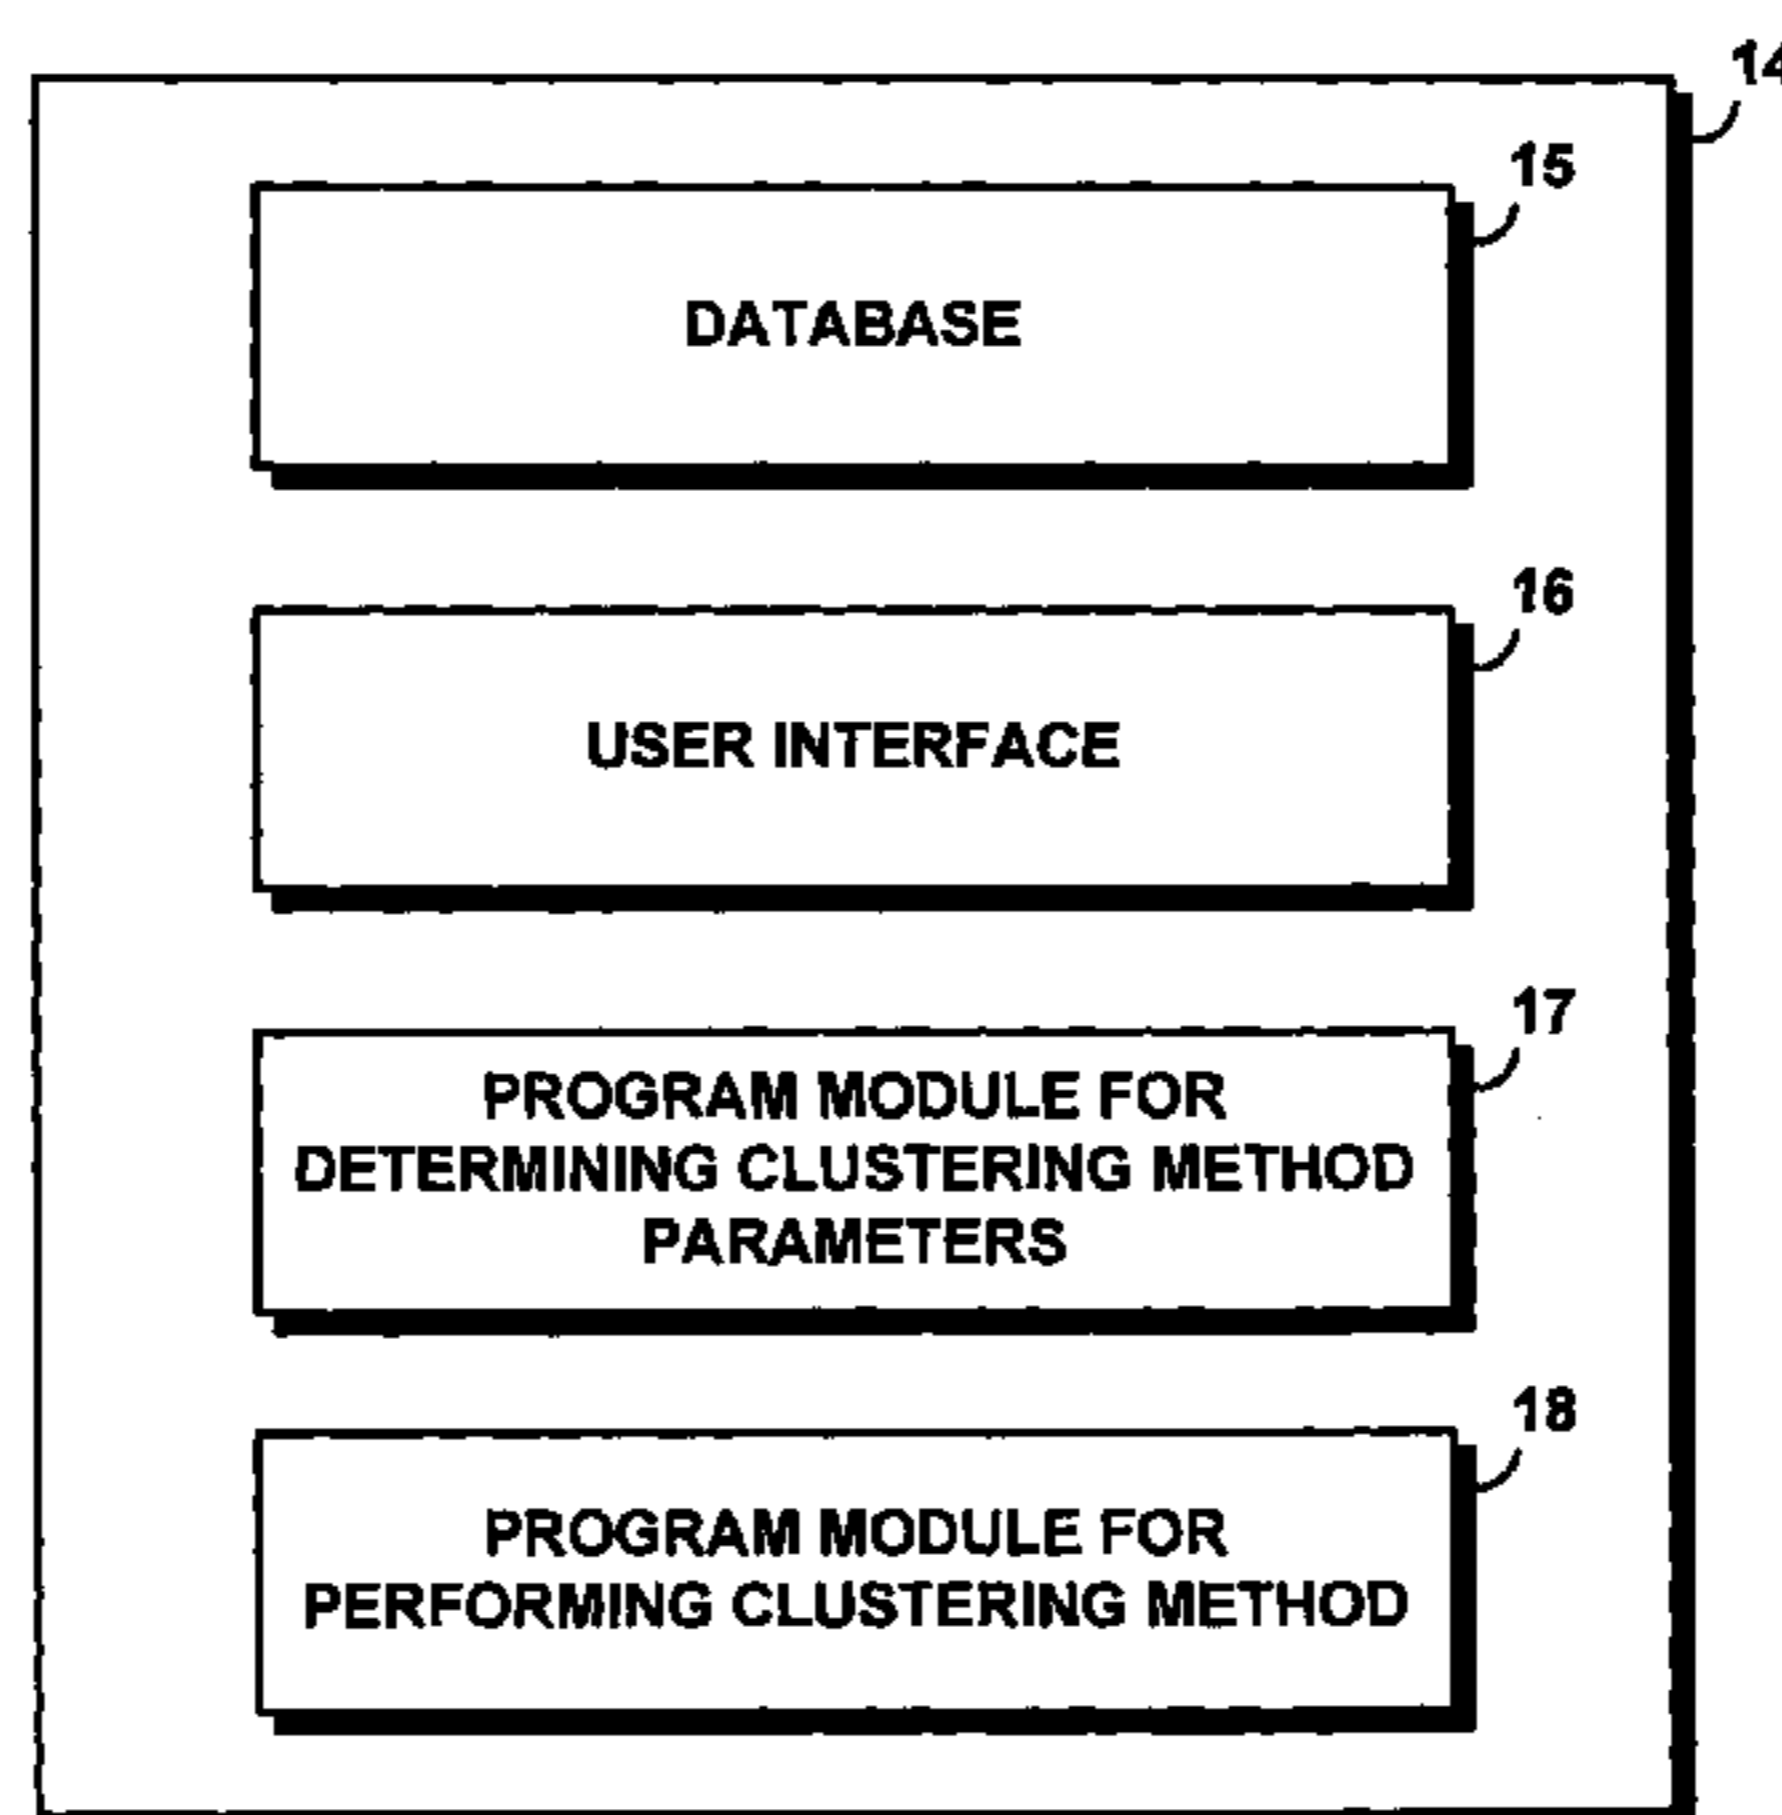 14
15
DATABASE
16
USER INTERFACE
17
PROGRAM MODULE FOR
DETERMINING CLUSTERING METHOD
PARAMETERS
18
PROGRAM MODULE FOR
PERFORMING CLUSTERING METHOD